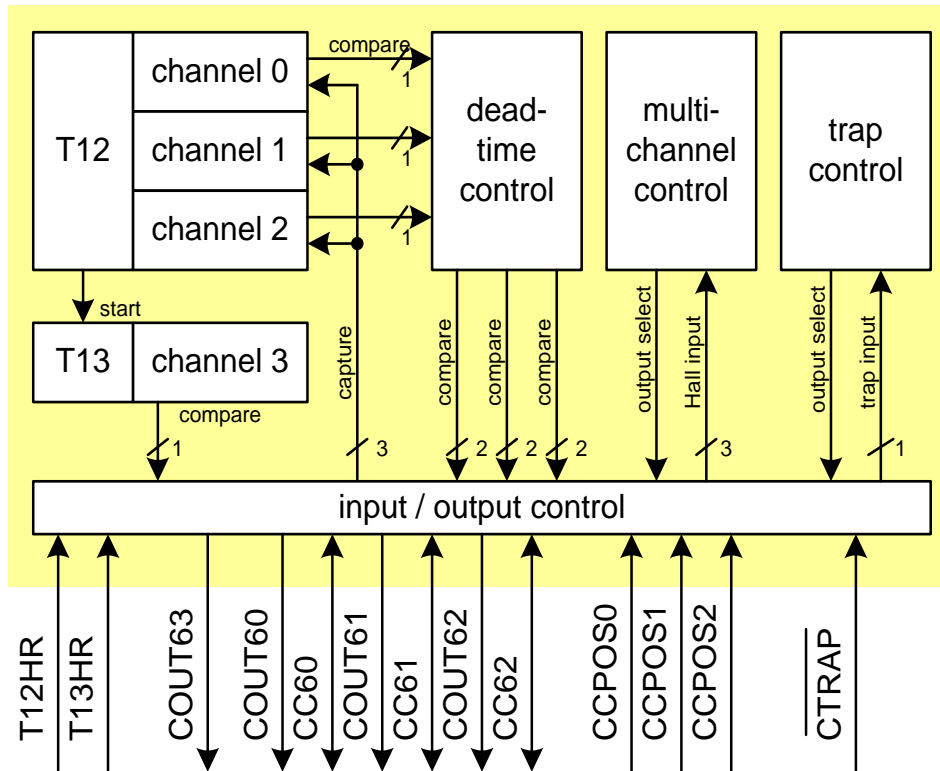 compare
1
channel 0
T12
channel 1
1
channel 2
1
dead-
time
control
multi-
channel
control
trap
control
start
T13
channel 3
compare
1
capture
3
compare
2
compare
2
compare
2
output select
Hall input
3
output select
trap input
1
input / output control
T12HR
T13HR
COUT63
COUT60
CC60
COUT61
CC61
COUT62
CC62
CCPOS0
CCPOS1
CCPOS2
CTRAP